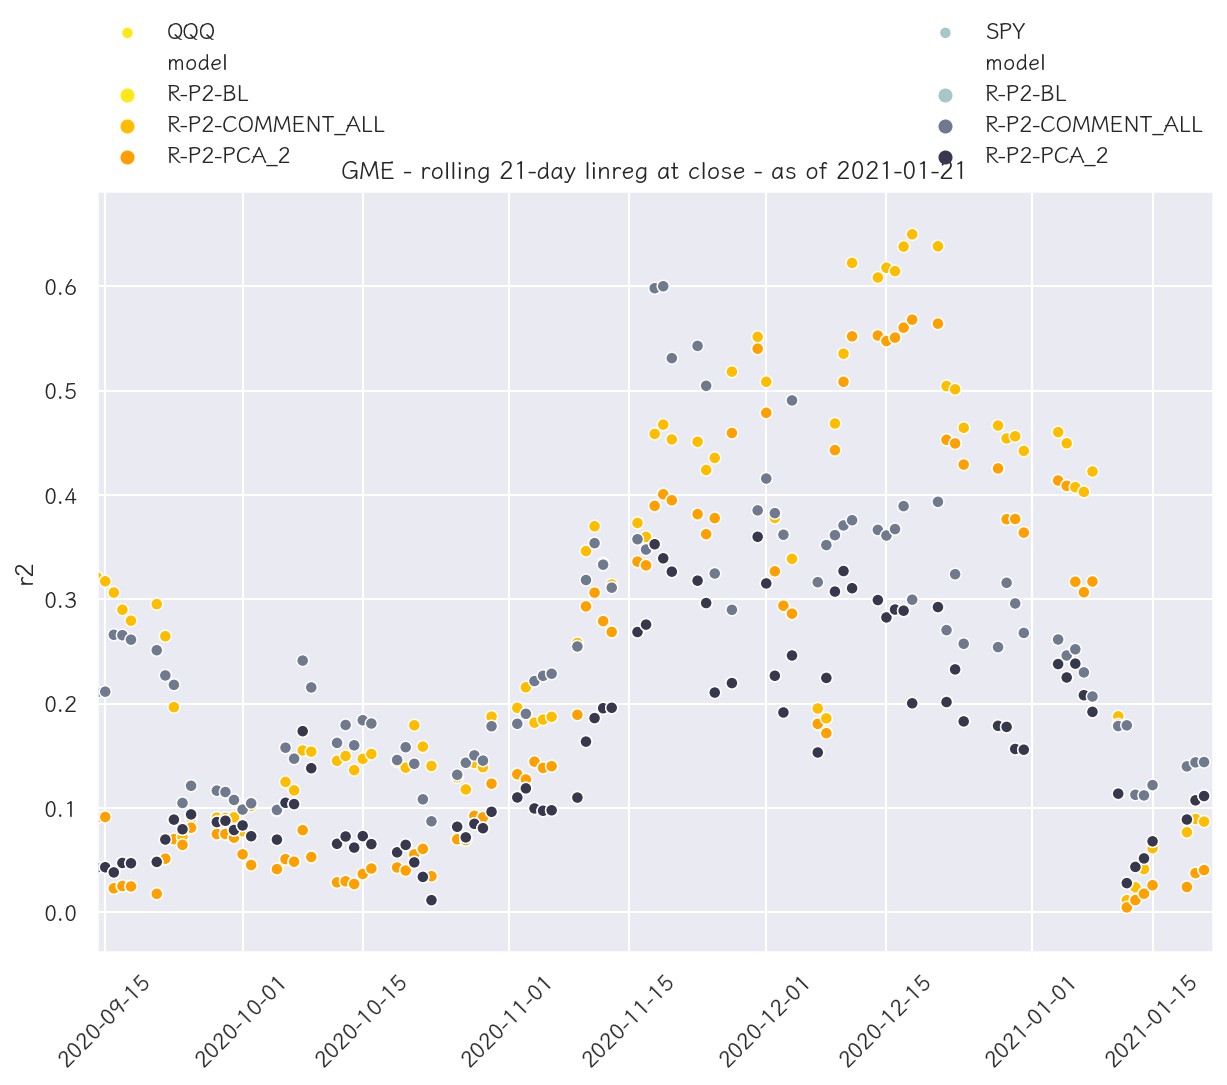 QQQ
model
R-P2-BL
R-P2-COMMENT_ALL
R-P2-PCA_2
SPY
model
R-P2-BL
R-P2-COMMENT_ALL
R-P2-PCA_2
GME - rolling 21-day linreg at close - as of 2021-01-21
r2
0.6
0.5
0.4
0.3
0.2
0.1
0.0
2020-09-15
2020-10-01
2020-10-15
2020-11-01
2020-11-15
2020-12-01
2020-12-15
2021-01-01
2021-01-15